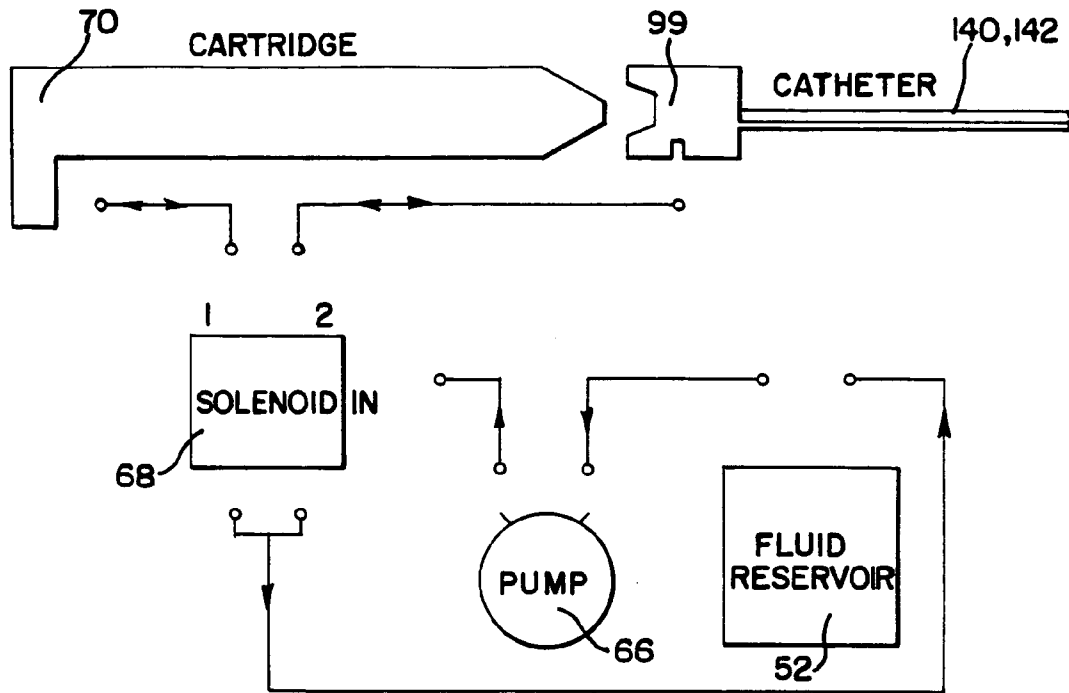 70
CARTRIDGE
99
140,142
CATHETER
1 2
SOLENOID IN
68
PUMP
66
FLUID
RESERVOIR
52